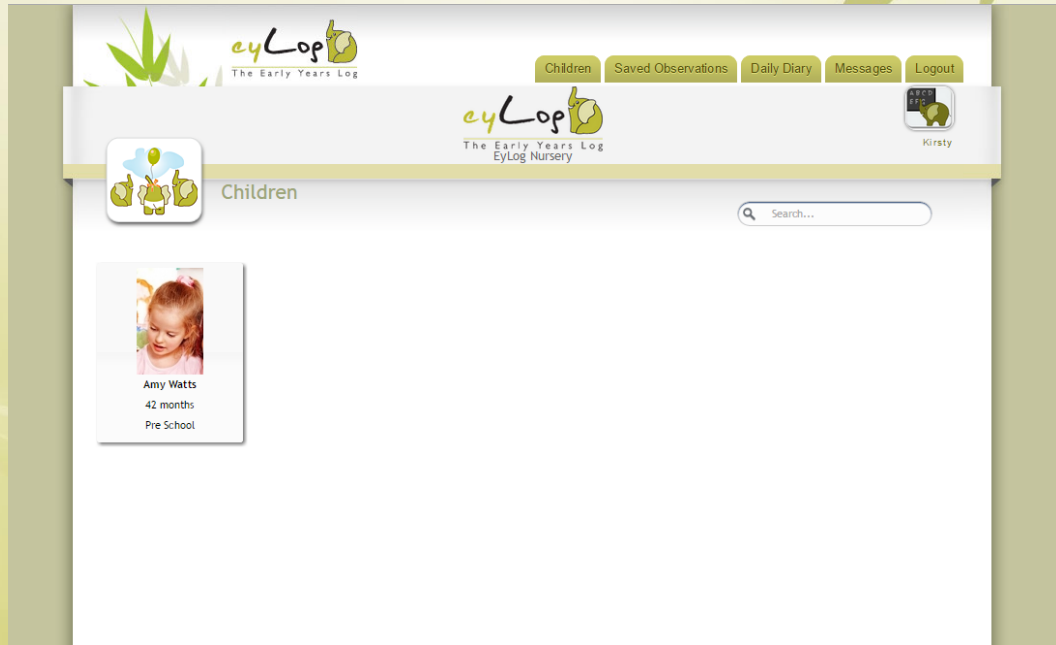 eyLog
The Early Years Log
Children
Saved Observations
Daily Diary
Messages
Logout
eyLog
The Early Years Log
EyLog Nursery
ABCD
EFG
Kirsty
Children
Search...
Amy Watts
42 months
Pre School